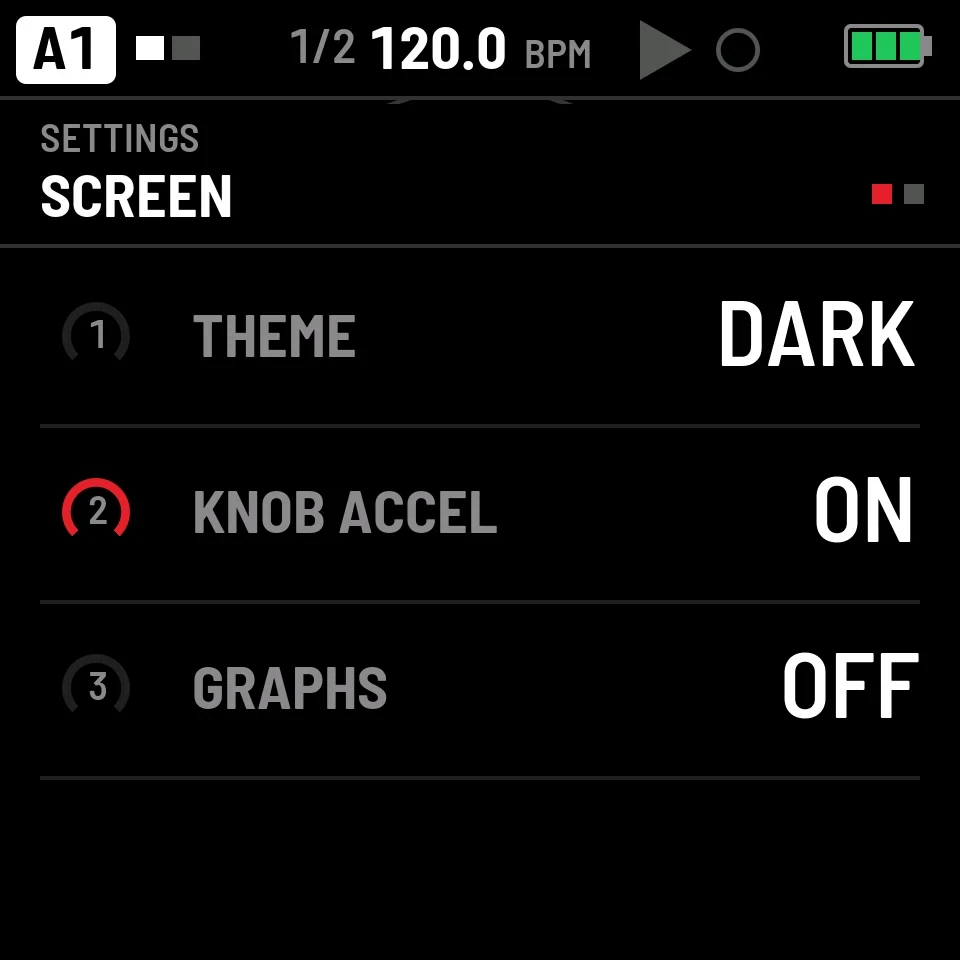 A1 1/2 120.0 BPM
SETTINGS
SCREEN
1 THEME DARK
2 KNOB ACCEL ON
3 GRAPHS OFF